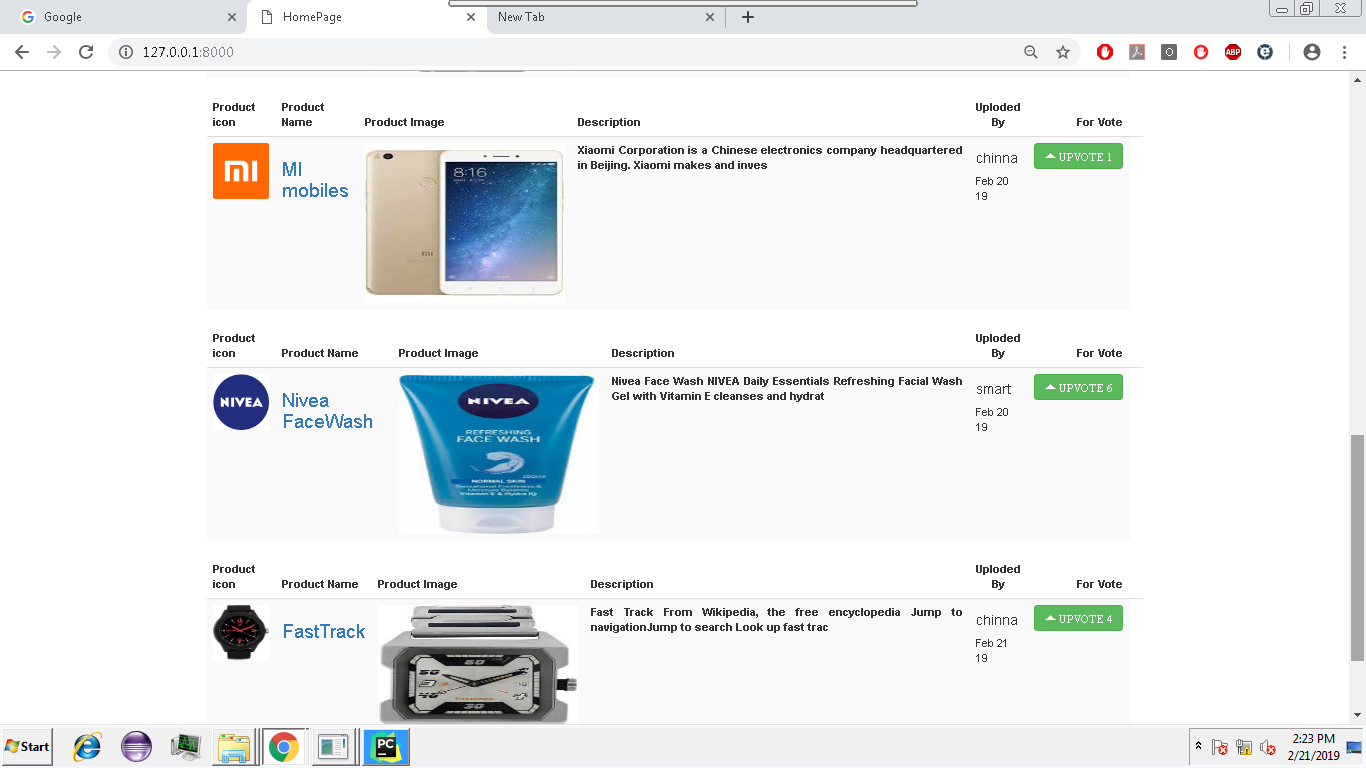 Google
HomePage
New Tab
127.0.0.1:8000
ABP
Product icon
Product Name
Product Image
Description
Uploded By
For Vote
MI mobiles
8:16
Xiaomi Corporation is a Chinese electronics company headquartered
in Beijing. Xiaomi makes and inves
chinna
Feb 20
19
UPVOTE 1
Product icon
Product Name
Product Image
Description
Uploded By
For Vote
NIVEA
Nivea
FaceWash
NIVEA
REFRESHING
FACE WASH
NORMAL SKIN
Vitamin E & Hydra IQ
Nivea Face Wash NIVEA Daily Essentials Refreshing Facial Wash
Gel with Vitamin E cleanses and hydrat
smart
Feb 20
19
UPVOTE 6
Product icon
Product Name
Product Image
Description
Uploded By
For Vote
FastTrack
Fast Track From Wikipedia, the free encyclopedia Jump to
navigationJump to search Look up fast trac
chinna
Feb 21
19
UPVOTE 4
Start
PC
2:23 PM
2/21/2019